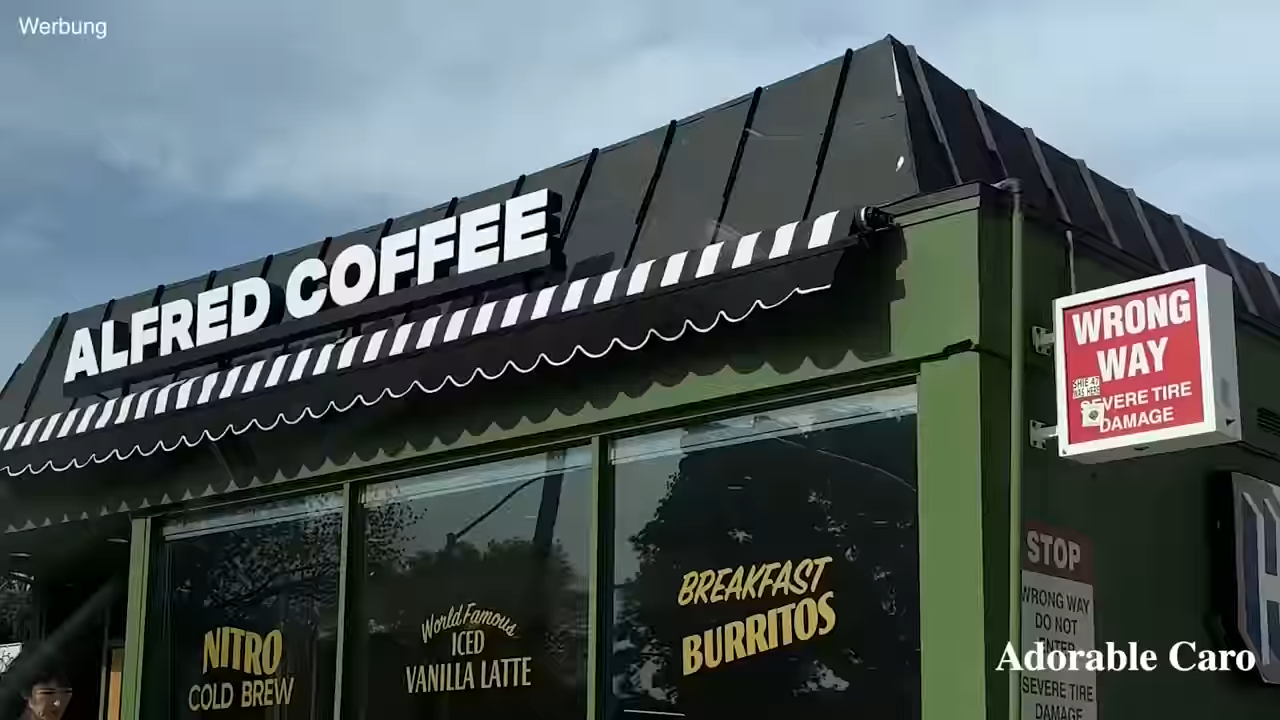 Werbung
ALFRED COFFEE
WRONG
WAY
SEVERE TIRE
DAMAGE
NITRO
COLD BREW
World Famous
ICED
VANILLA LATTE
BREAKFAST
BURRITOS
STOP
WRONG WAY
DO NOT
ENTER
SEVERE TIRE
DAMAGE
Adorable Caro